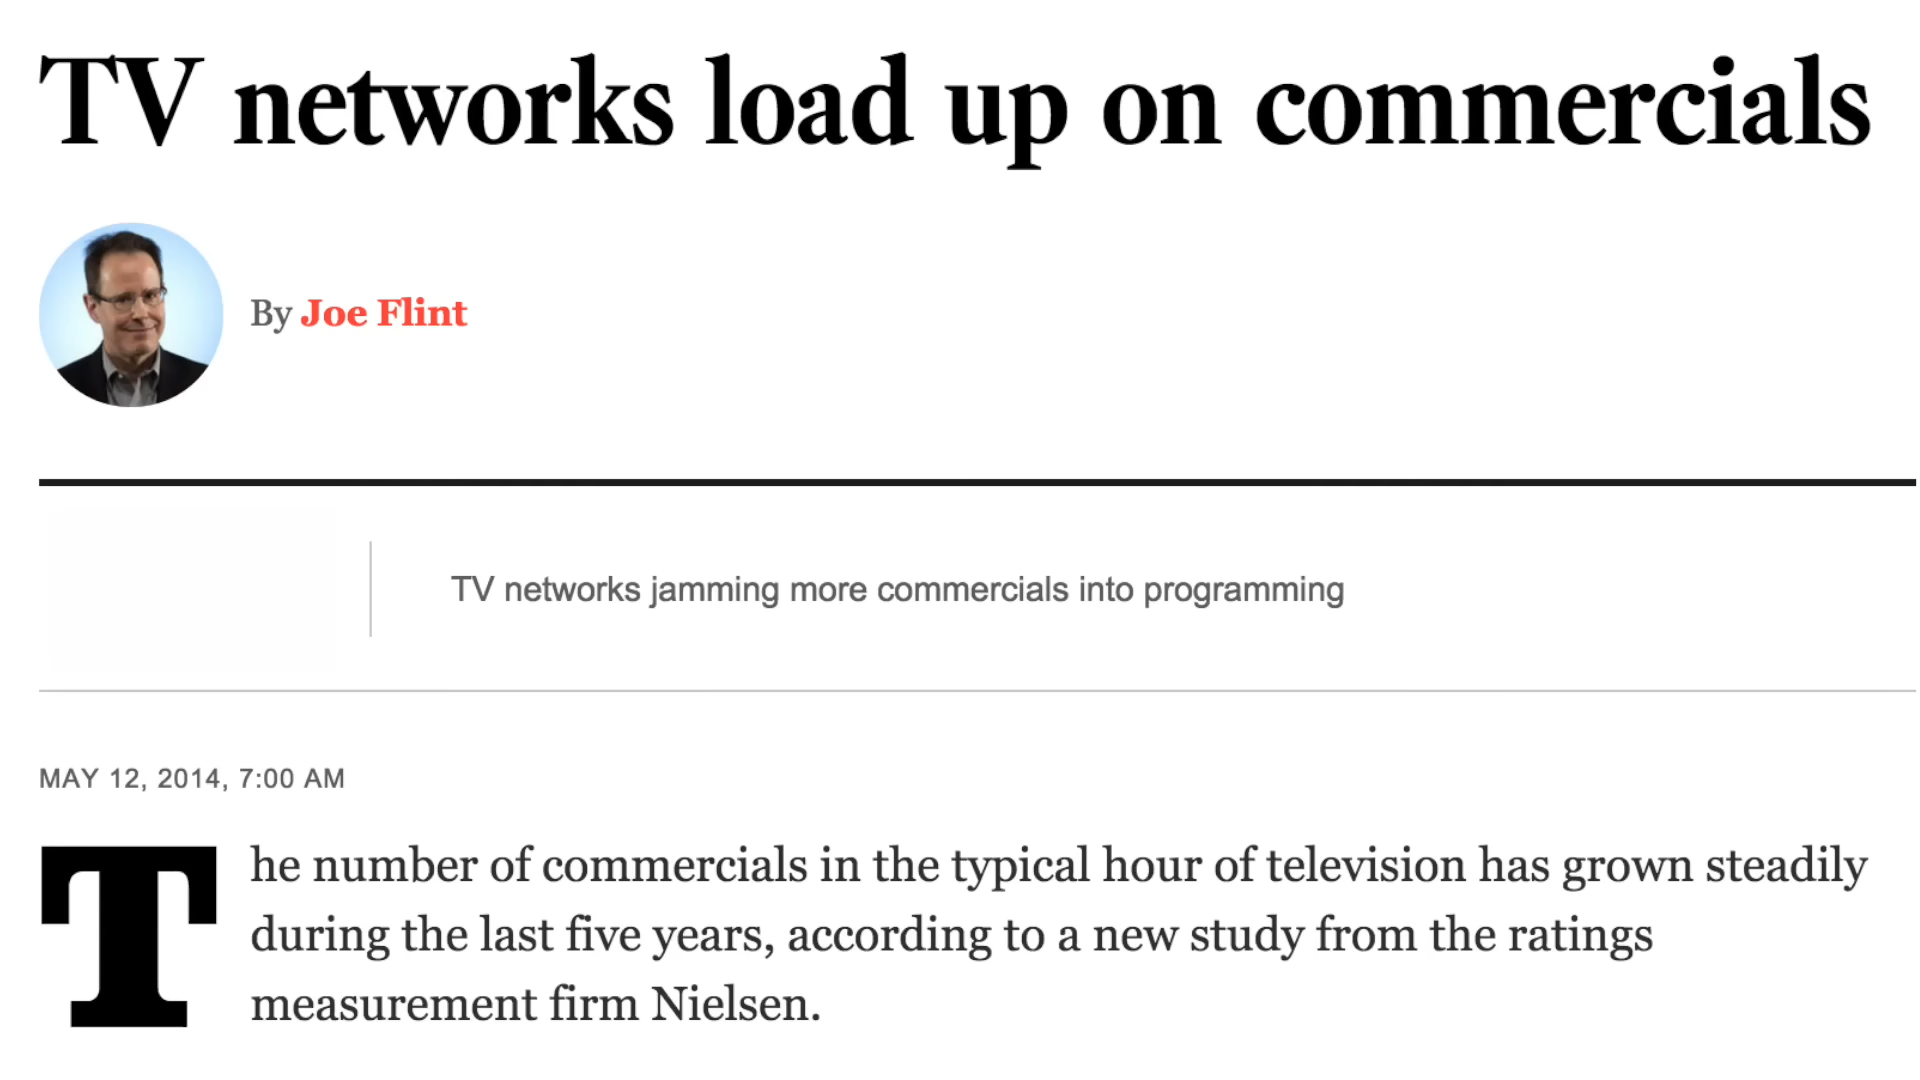 TV networks load up on commercials
By Joe Flint
TV networks jamming more commercials into programming
MAY 12, 2014, 7:00 AM
The number of commercials in the typical hour of television has grown steadily
during the last five years, according to a new study from the ratings
measurement firm Nielsen.